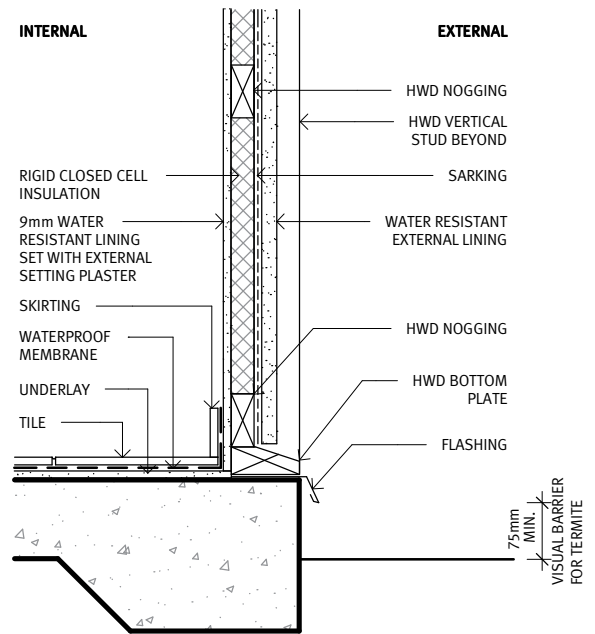 INTERNAL
EXTERNAL
HWD NOGGING
HWD VERTICAL
STUD BEYOND
RIGID CLOSED CELL
INSULATION
SARKING
9mm WATER
RESISTANT LINING
SET WITH EXTERNAL
SETTING PLASTER
WATER RESISTANT
EXTERNAL LINING
SKIRTING
WATERPROOF
MEMBRANE
HWD NOGGING
UNDERLAY
HWD BOTTOM
PLATE
TILE
FLASHING
75mm
MIN.
VISUAL BARRIER
FOR TERMITE